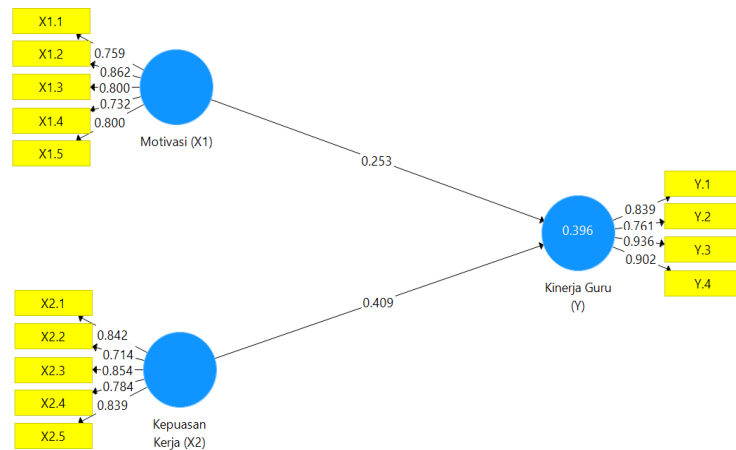 X1.1
X1.2
X1.3
X1.4
X1.5
0.759
0.862
0.800
0.732
0.800
Motivasi (X1)
0.253
X2.1
X2.2
X2.3
X2.4
X2.5
0.842
0.714
0.854
0.784
0.839
Kepuasan
Kerja (X2)
0.409
0.396
Kinerja Guru
(Y)
0.839
0.761
0.936
0.902
Y.1
Y.2
Y.3
Y.4